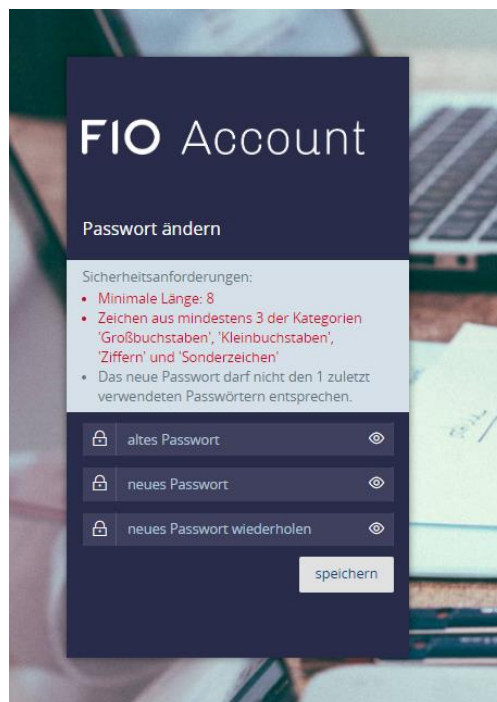 FIO Account
Passwort ändern
Sicherheitsanforderungen:
• Minimale Länge: 8
• Zeichen aus mindestens 3 der Kategorien
'Großbuchstaben', 'Kleinbuchstaben',
'Ziffern' und 'Sonderzeichen'
• Das neue Passwort darf nicht den 1 zuletzt
verwendeten Passwörtern entsprechen.
altes Passwort
neues Passwort
neues Passwort wiederholen
speichern